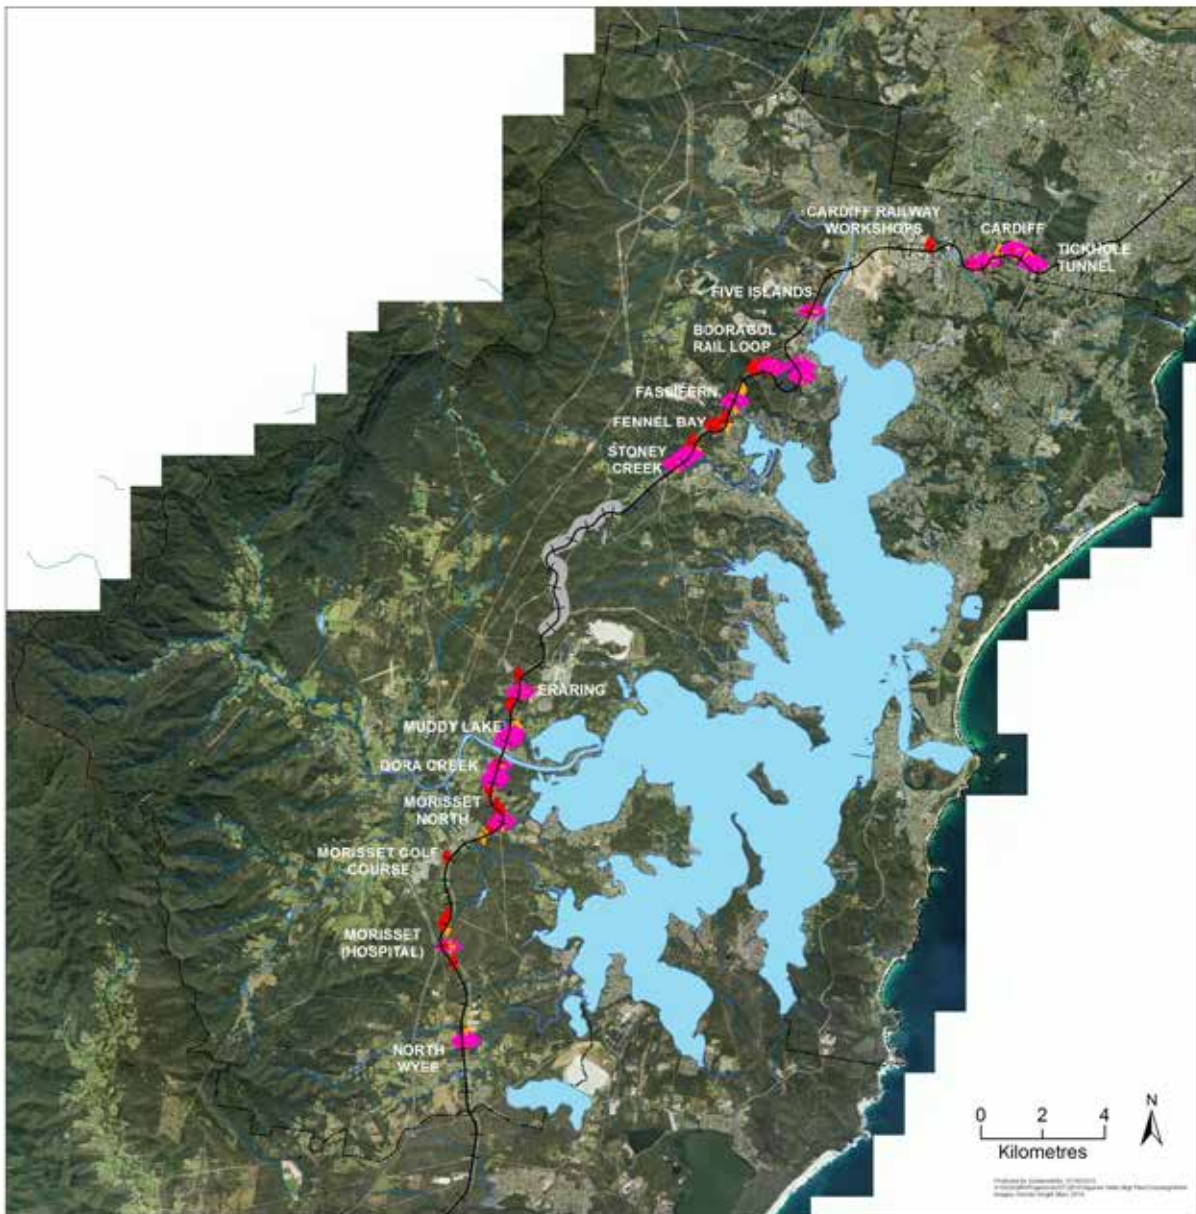 CARDIFF RAILWAY
WORKSHOPS
CARDIFF
TICKHOLE
TUNNEL
FIVE ISLANDS
BOORAGUL
RAIL LOOP
FASSIFERN
FENNEL BAY
STONEY
CREEK
ERARING
MUDDY LAKE
DORA CREEK
MORISSET
NORTH
MORISSET GOLF
COURSE
MORISSET
(HOSPITAL)
NORTH
WYEE
N
0 2 4
Kilometres